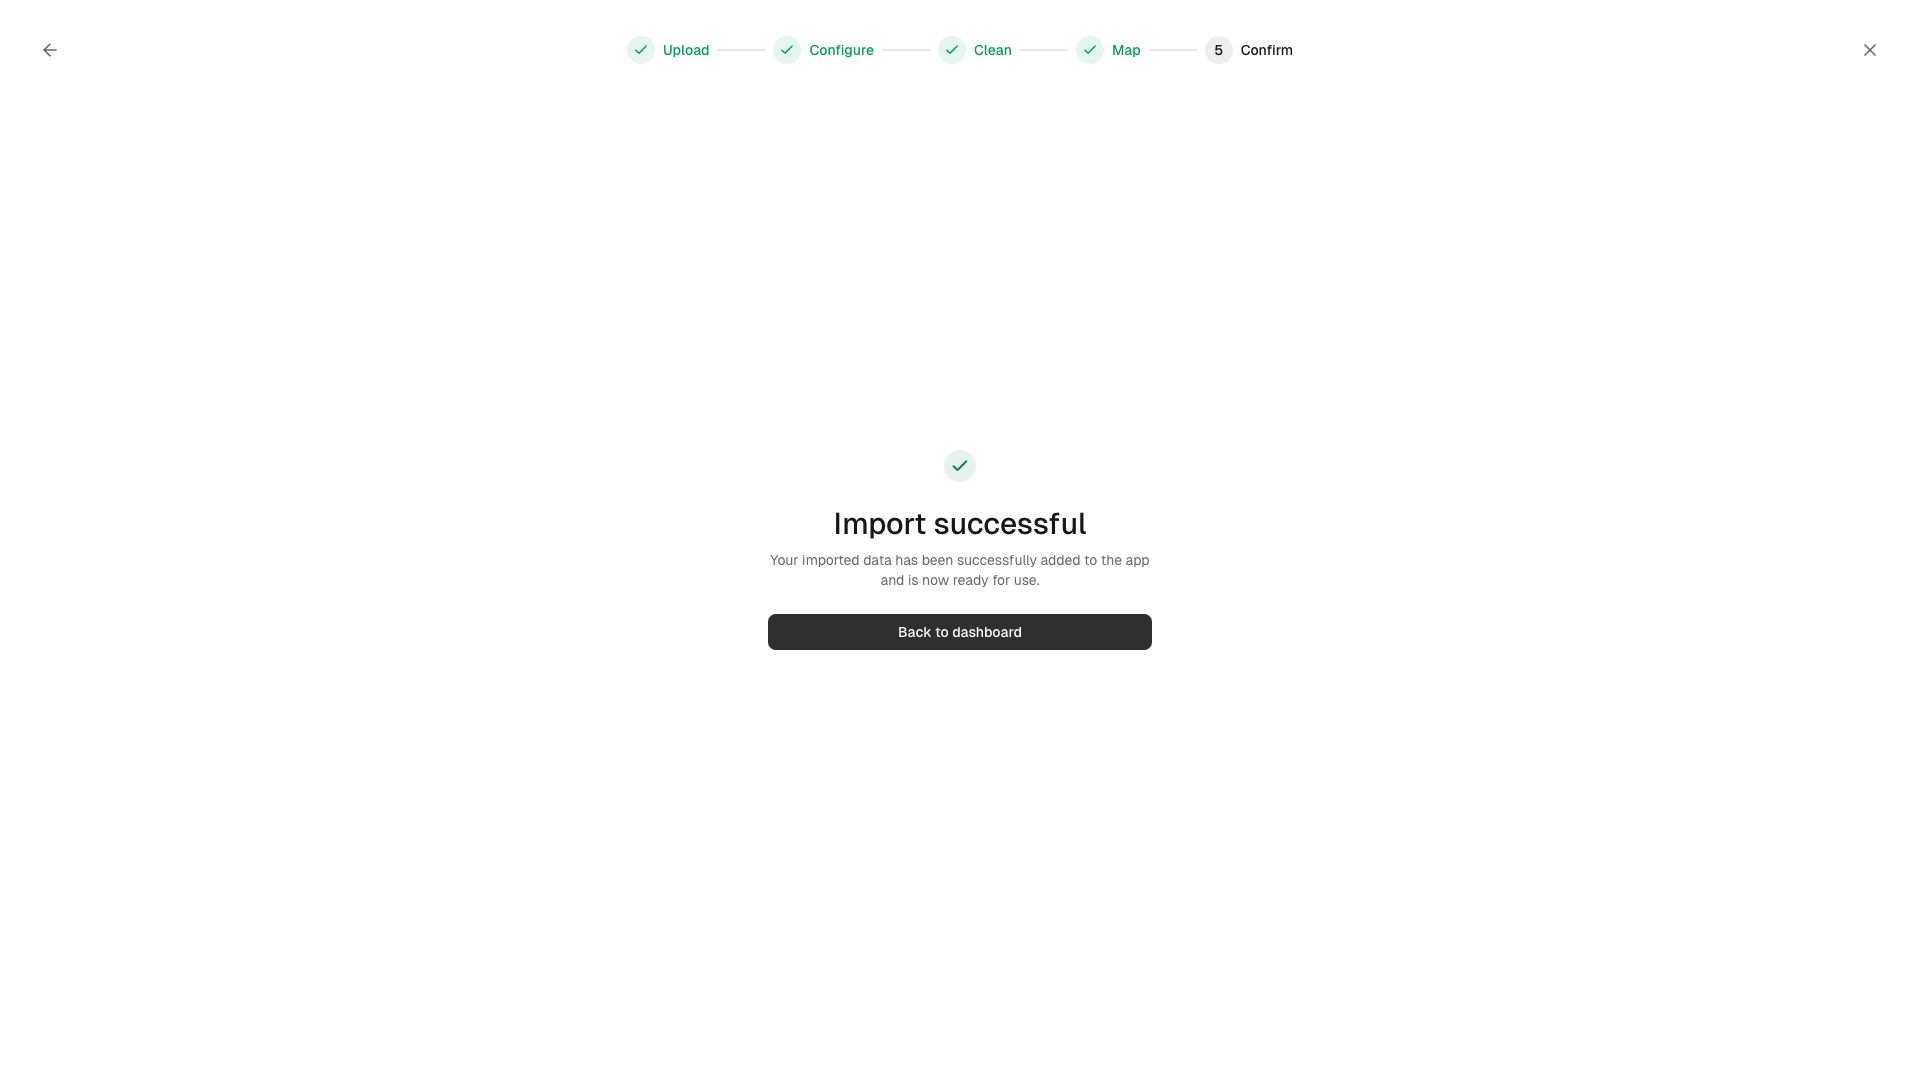 Upload
Configure
Clean
Map
5 Confirm
Import successful
Your imported data has been successfully added to the app
and is now ready for use.
Back to dashboard